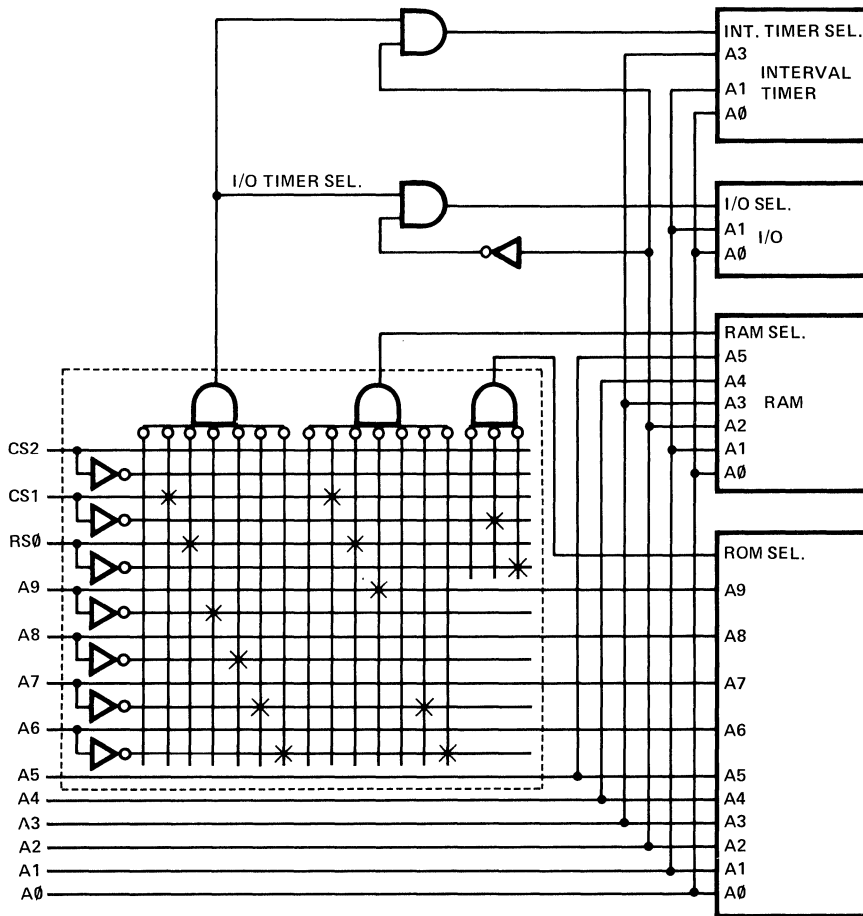 INT. TIMER SEL.
A3
INTERVAL
TIMER
A1
AØ
I/O TIMER SEL.
I/O SEL.
A1
I/O
AØ
RAM SEL.
A5
A4
A3
RAM
A2
A1
AØ
CS2
CS1
RSØ
A9
A8
A7
A6
A5
A4
Λ3
A2
A1
AØ
ROM SEL.
A9
A8
A7
A6
A5
A4
A3
A2
A1
AØ